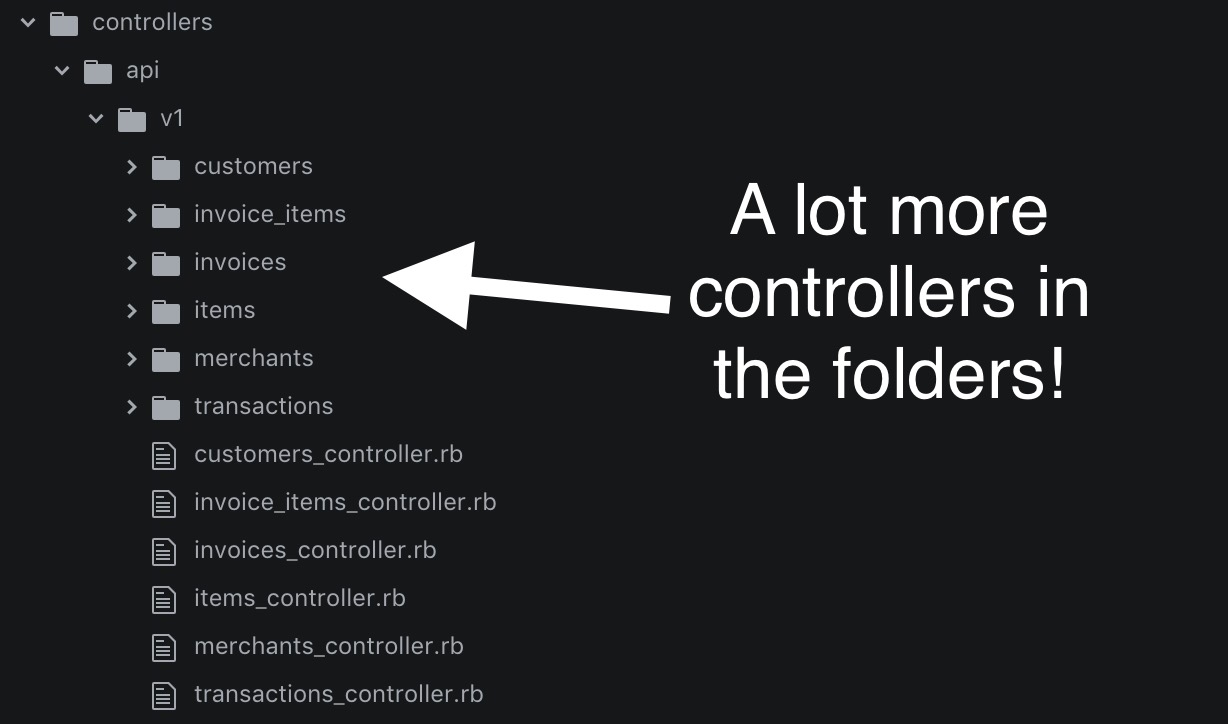 controllers
api
v1
customers
invoice_items
invoices
items
merchants
transactions
customers_controller.rb
invoice_items_controller.rb
invoices_controller.rb
items_controller.rb
merchants_controller.rb
transactions_controller.rb
A lot more
controllers in
the folders!